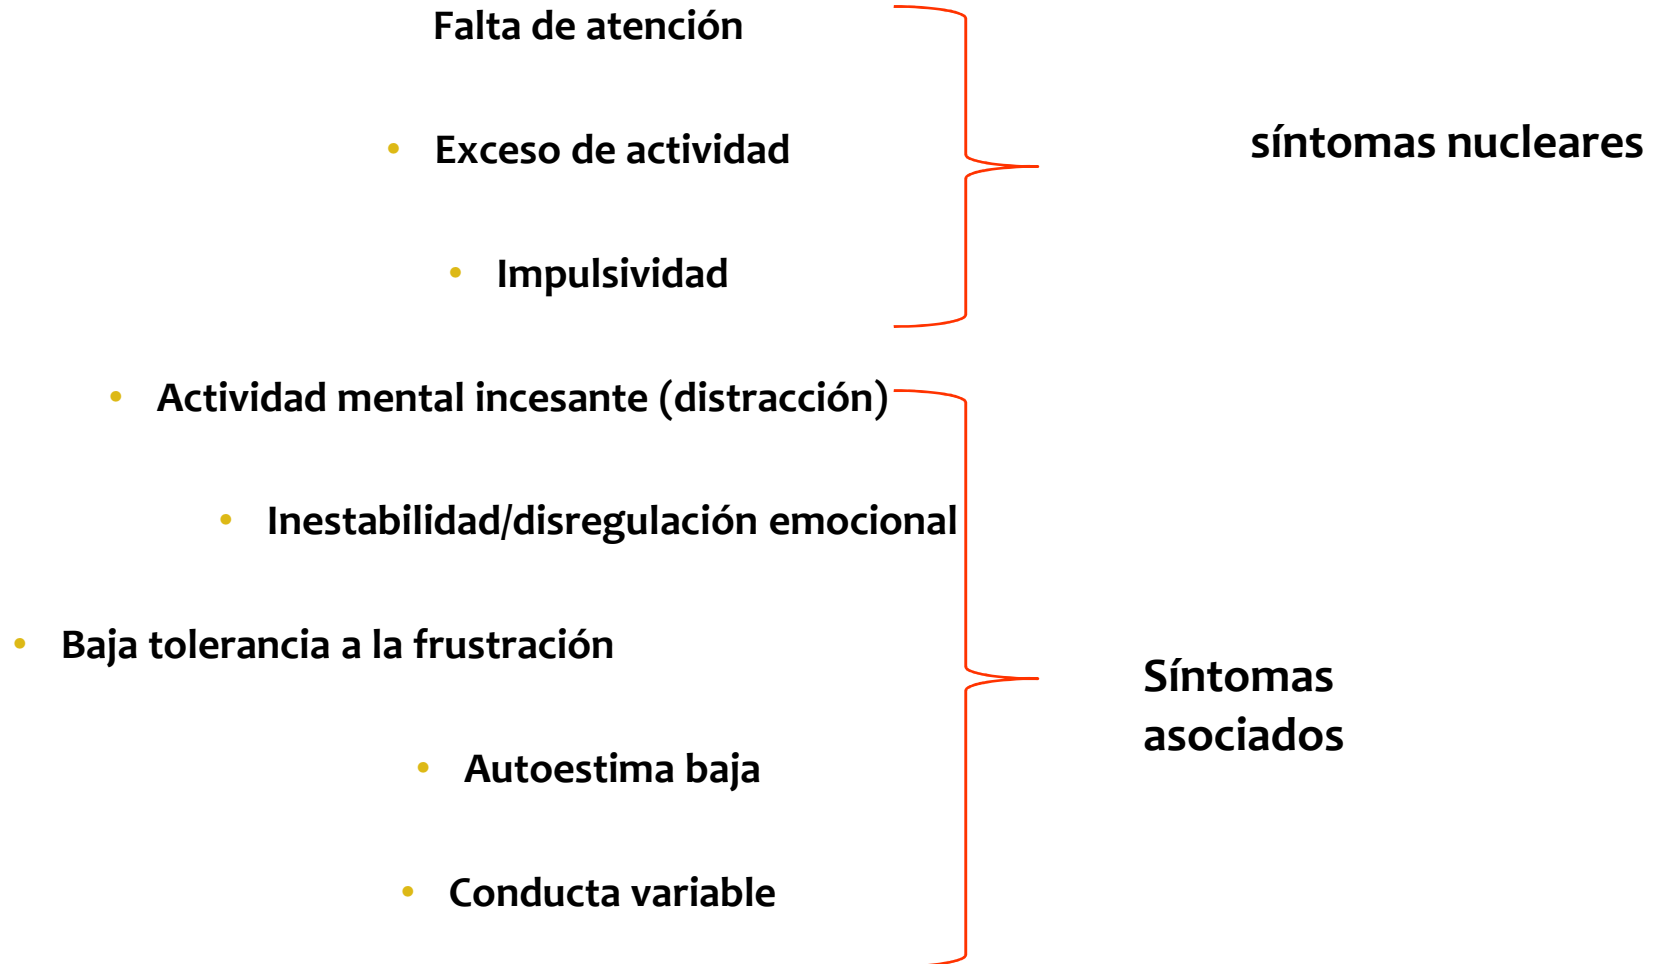 Falta de atención
• Exceso de actividad
síntomas nucleares
• Impulsividad
• Actividad mental incesante (distracción)
• Inestabilidad/disregulación emocional
• Baja tolerancia a la frustración
Síntomas
asociados
• Autoestima baja
• Conducta variable